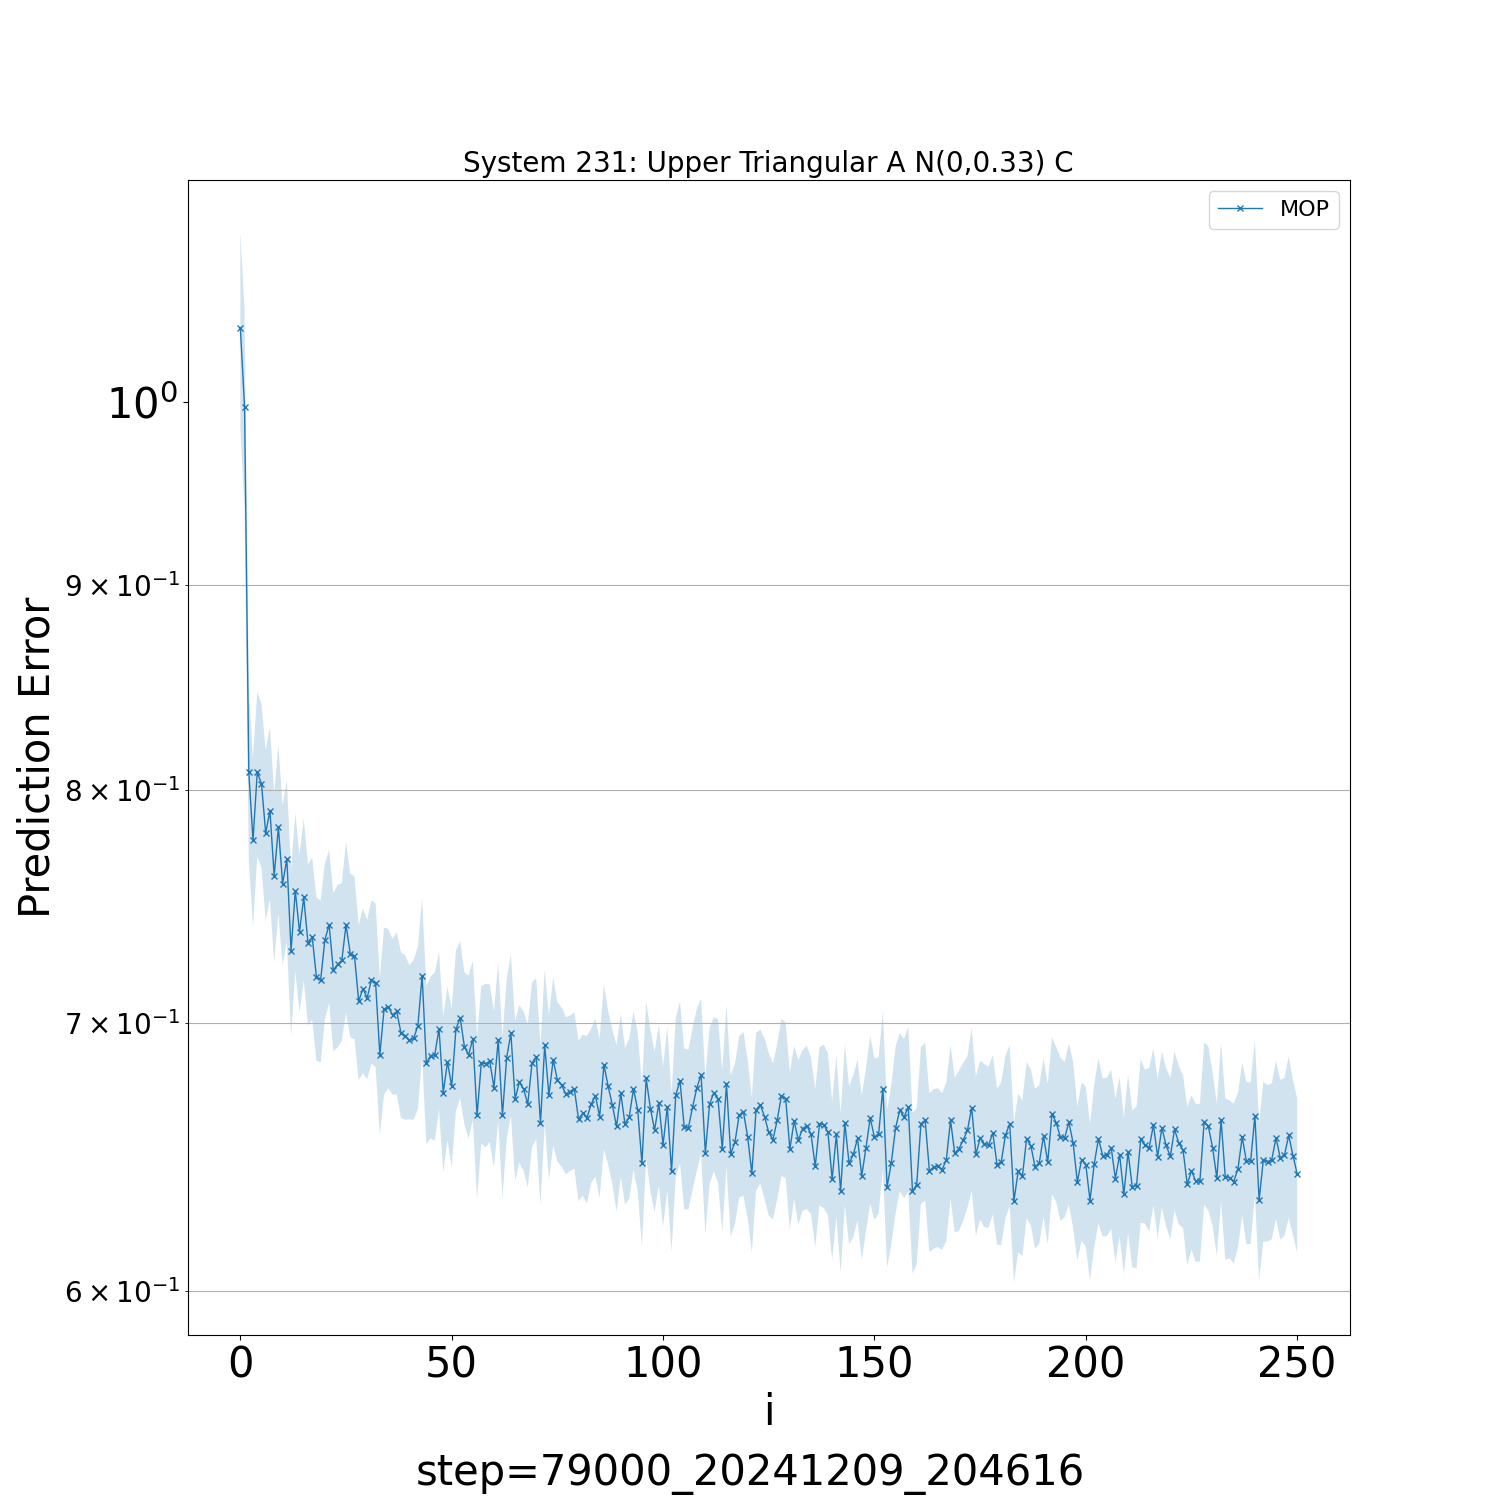 System 231: Upper Triangular A N(0,0.33) C
MOP
10⁰
9 × 10⁻¹
8 × 10⁻¹
7 × 10⁻¹
6 × 10⁻¹
Prediction Error
0 50 100 150 200 250
i
step=79000_20241209_204616